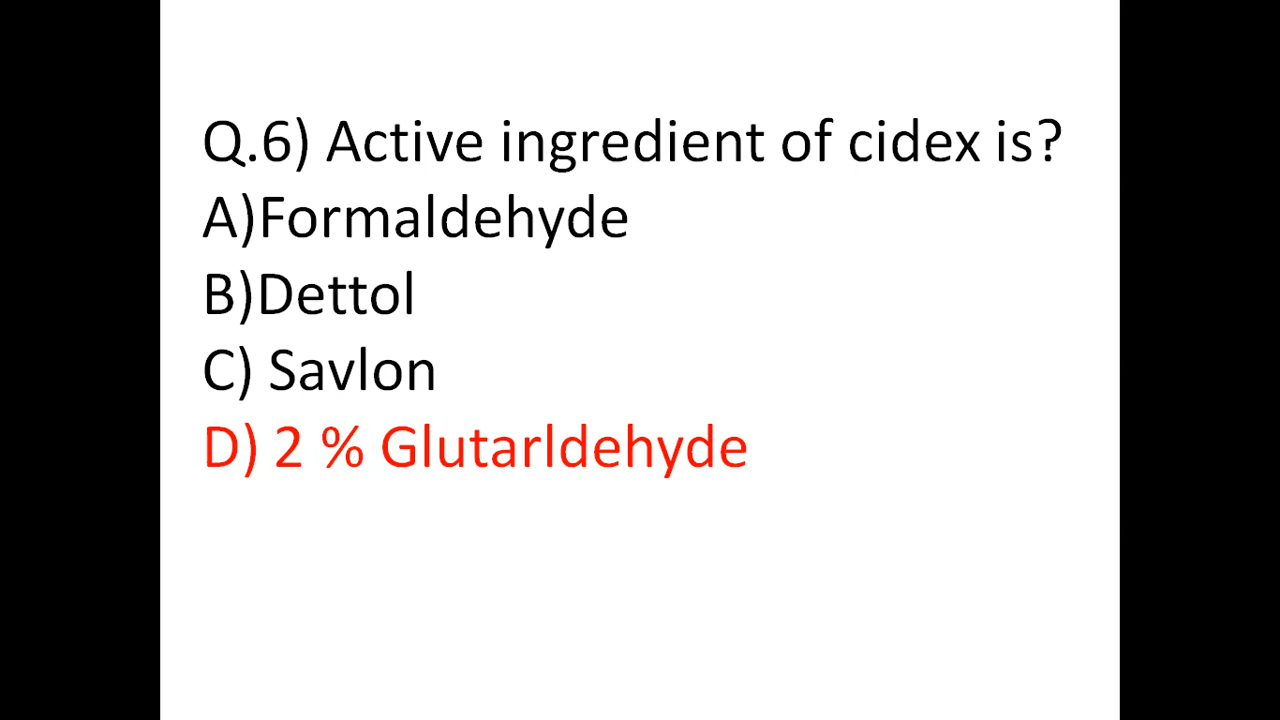 Q.6) Active ingredient of cidex is?
A)Formaldehyde
B)Dettol
C) Savlon
D) 2 % Glutarldehyde